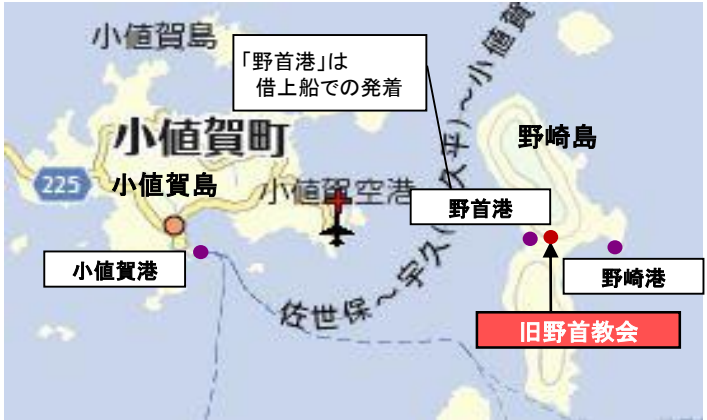 小値賀島
「野首港」は
借上船での発着
小値賀町
野崎島
225
小値賀島
小値賀空港
野首港
小値賀港
野崎港
佐世保～宇久(宇久平)～小値賀
旧野首教会